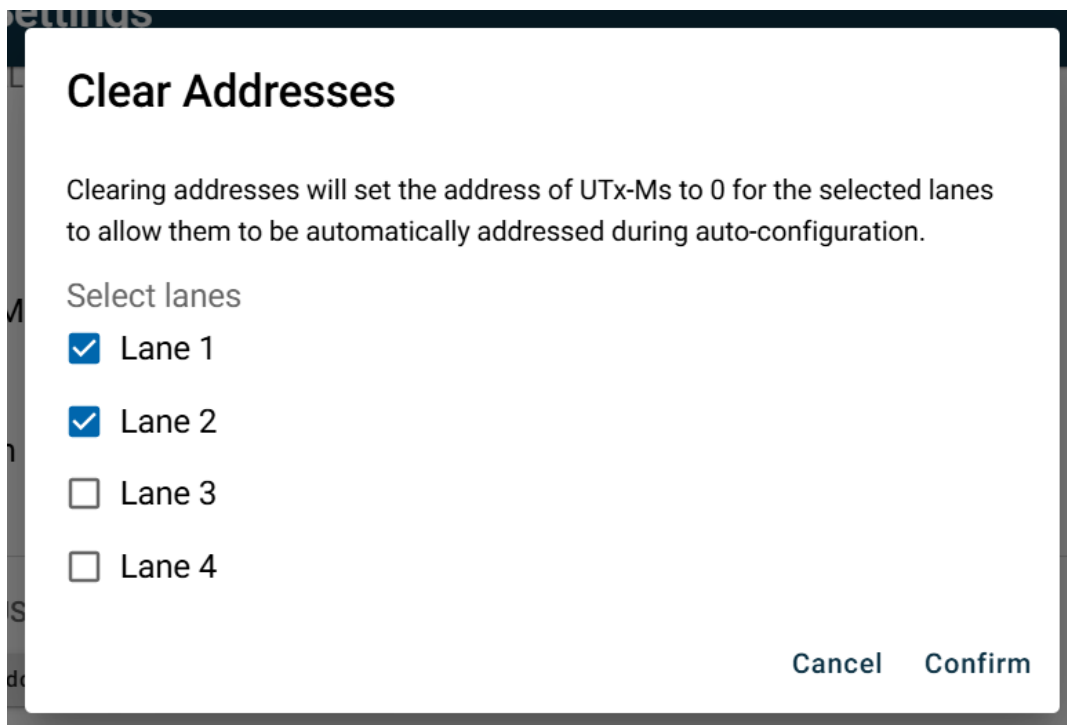 Settings
Clear Addresses
Clearing addresses will set the address of UTx-Ms to 0 for the selected lanes
to allow them to be automatically addressed during auto-configuration.
Select lanes
Lane 1
Lane 2
Lane 3
Lane 4
Cancel Confirm